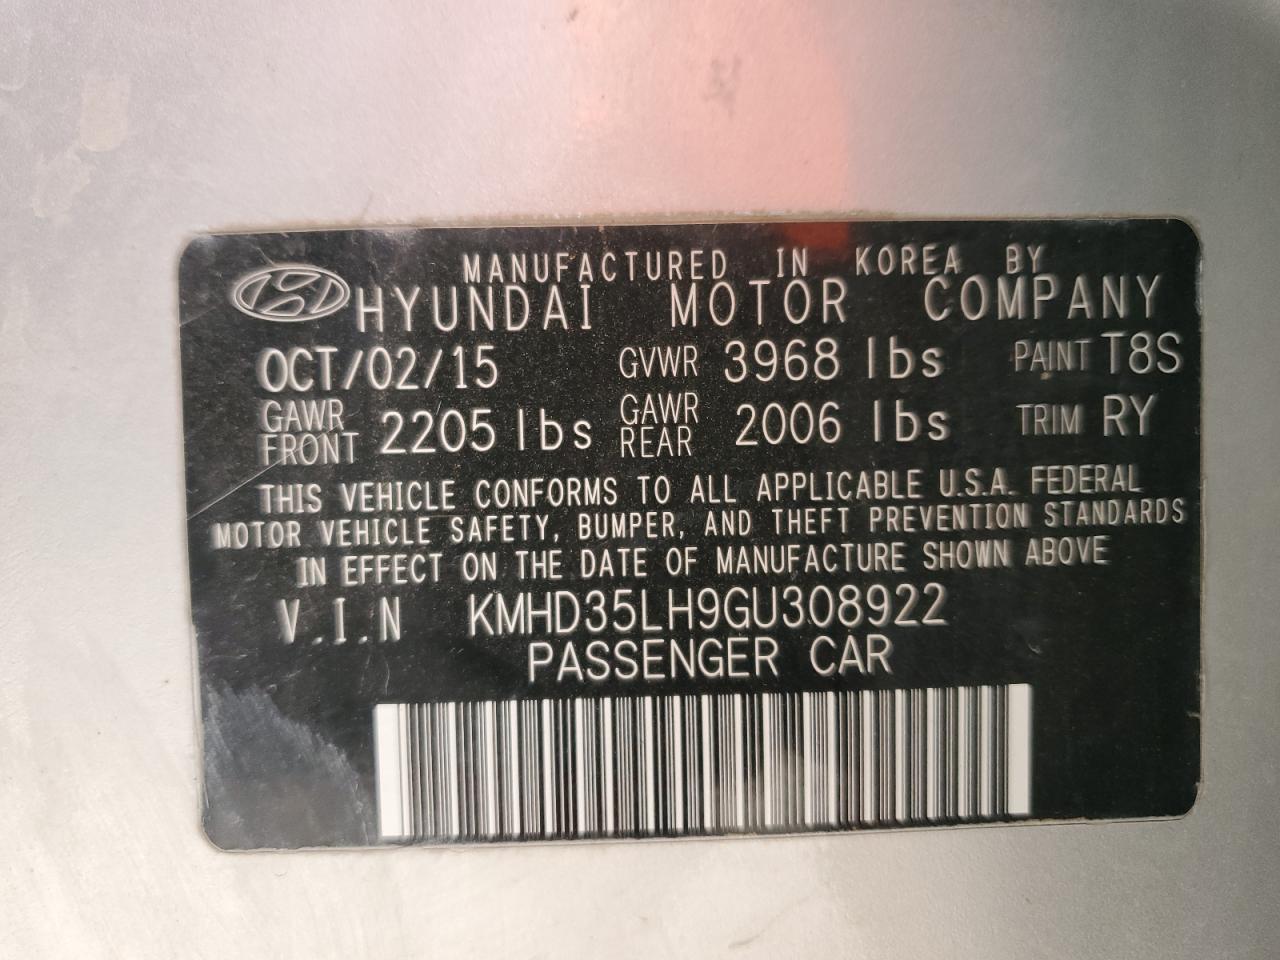 MANUFACTURED IN KOREA BY
HYUNDAI MOTOR COMPANY
OCT/02/15 GVWR 3968 lbs PAINT T8S
GAWR FRONT 2205 lbs GAWR REAR 2006 lbs TRIM RY
THIS VEHICLE CONFORMS TO ALL APPLICABLE U.S.A. FEDERAL
MOTOR VEHICLE SAFETY, BUMPER, AND THEFT PREVENTION STANDARDS
IN EFFECT ON THE DATE OF MANUFACTURE SHOWN ABOVE
V.I.N KMHD35LH9GU308922
PASSENGER CAR